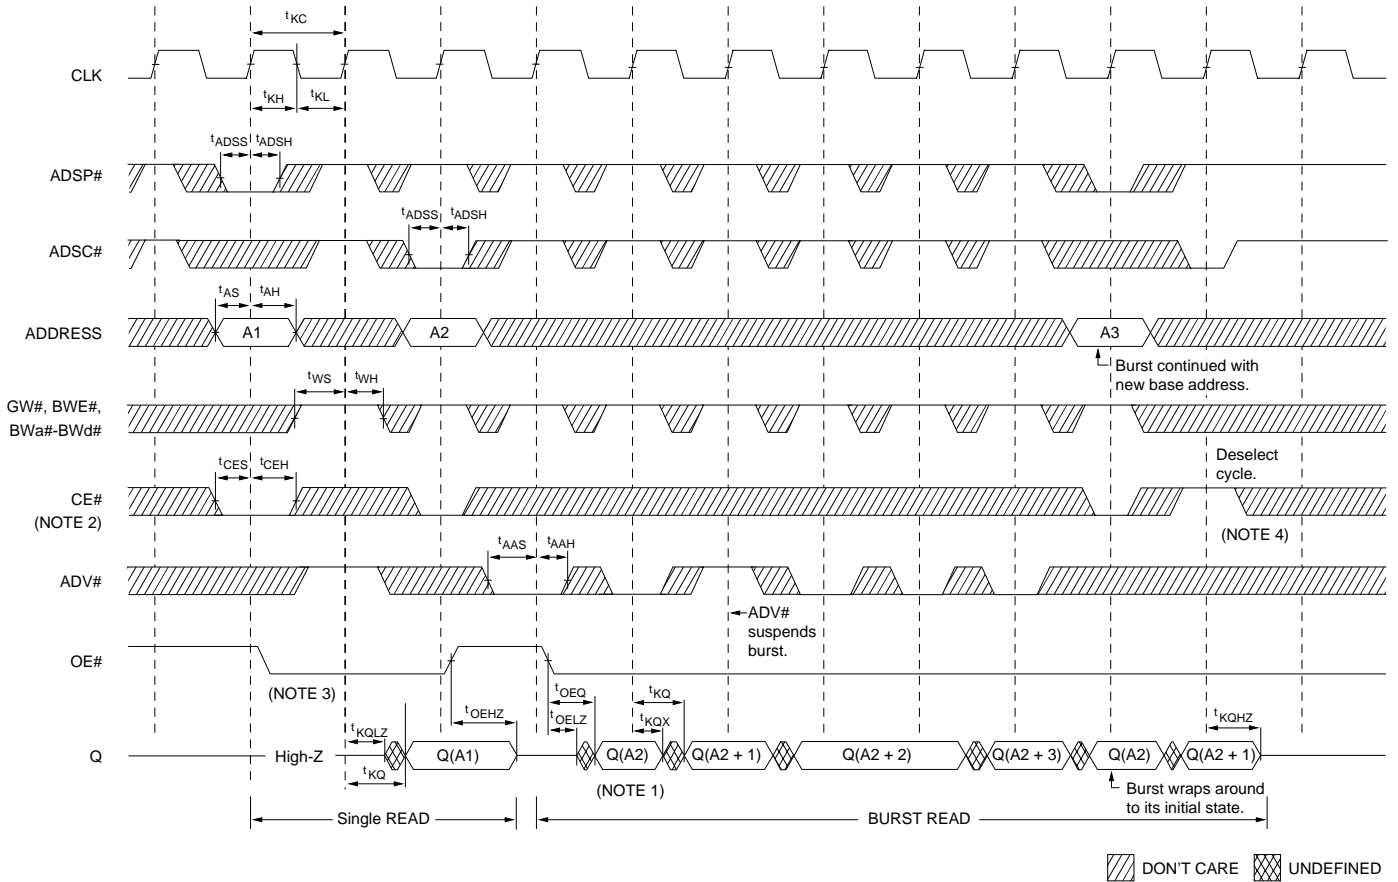 tKC
CLK
tKH
tKL
tADSS
tADSH
ADSP#
tADSS
tADSH
ADSC#
tAS
tAH
ADDRESS
A1
A2
A3
Burst continued with
new base address.
tWS
tWH
GW#, BWE#,
BWa#-BWd#
tCES
tCEH
Deselect
cycle.
CE#
(NOTE 2)
(NOTE 4)
tAAS
tAAH
ADV#
ADV#
suspends
burst.
OE#
(NOTE 3)
tOEHZ
tOEQ
tOELZ
tKQ
tKQX
tKQLZ
tKQHZ
Q
High-Z
tKQ
Q(A1)
Q(A2)
Q(A2 + 1)
Q(A2 + 2)
Q(A2 + 3)
Q(A2)
Q(A2 + 1)
(NOTE 1)
Burst wraps around
to its initial state.
Single READ
BURST READ
DON'T CARE
UNDEFINED